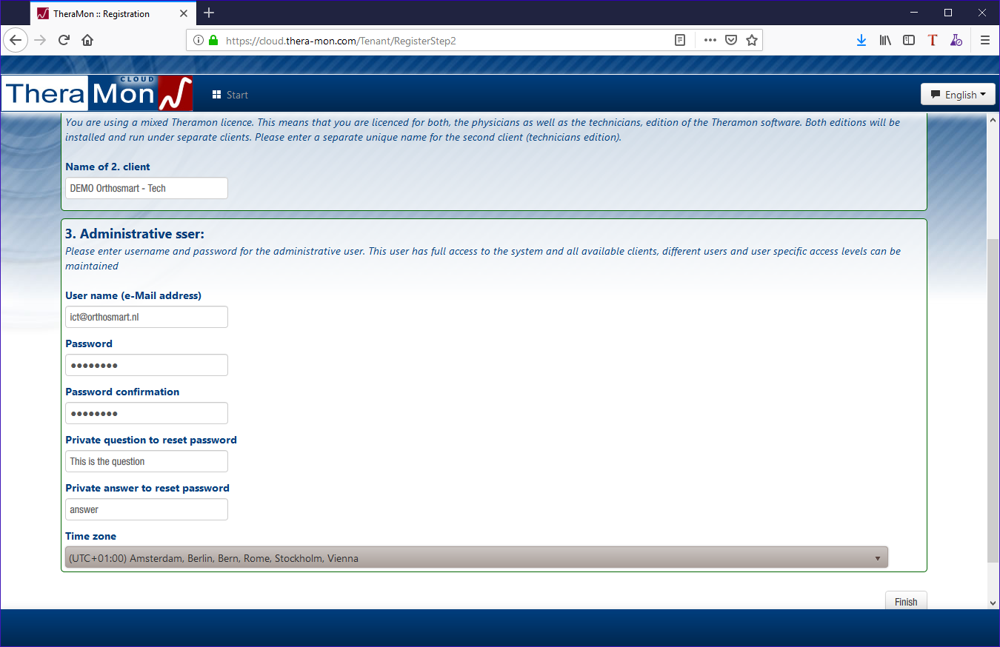 TheraMon :: Registration
https://cloud.thera-mon.com/Tenant/RegisterStep2
CLOUD
TheraMon
Start
English
You are using a mixed Theramon licence. This means that you are licenced for both, the physicians as well as the technicians, edition of the Theramon software. Both editions will be
installed and run under separate clients. Please enter a separate unique name for the second client (technicians edition).
Name of 2. client
DEMO Orthosmart - Tech
3. Administrative sser:
Please enter username and password for the administrative user. This user has full access to the system and all available clients, different users and user specific access levels can be
maintained
User name (e-Mail address)
ict@orthosmart.nl
Password
●●●●●●●●
Password confirmation
●●●●●●●●
Private question to reset password
This is the question
Private answer to reset password
answer
Time zone
(UTC+01:00) Amsterdam, Berlin, Bern, Rome, Stockholm, Vienna
Finish